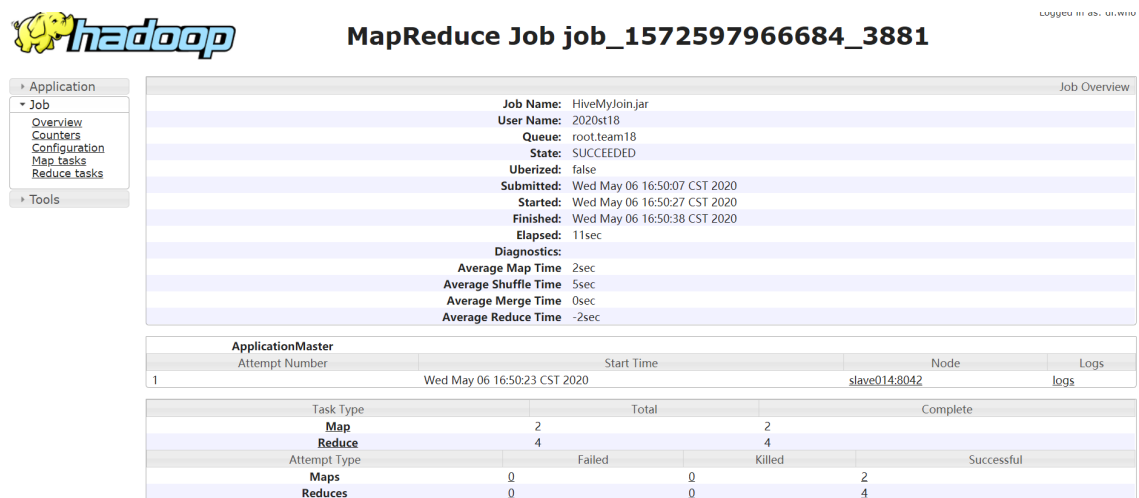 Logged in as: dr.who
hadoop
MapReduce Job job_1572597966684_3881
Application
Job
Overview
Counters
Configuration
Map tasks
Reduce tasks
Tools
Job Overview
Job Name: HiveMyJoin.jar
User Name: 2020st18
Queue: root.team18
State: SUCCEEDED
Uberized: false
Submitted: Wed May 06 16:50:07 CST 2020
Started: Wed May 06 16:50:27 CST 2020
Finished: Wed May 06 16:50:38 CST 2020
Elapsed: 11sec
Diagnostics:
Average Map Time 2sec
Average Shuffle Time 5sec
Average Merge Time 0sec
Average Reduce Time -2sec
ApplicationMaster
Attempt Number Start Time Node Logs
1 Wed May 06 16:50:23 CST 2020 slave014:8042 logs
Task Type Total Complete
Map 2 2
Reduce 4 4
Attempt Type Failed Killed Successful
Maps 0 0 2
Reduces 0 0 4